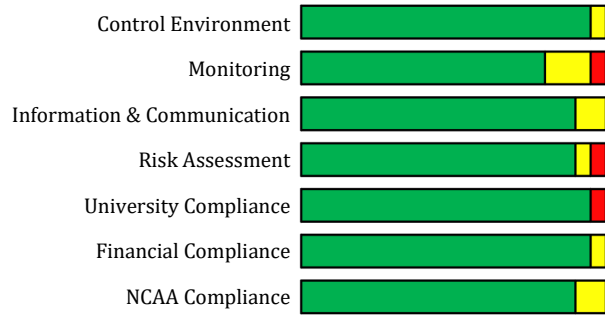 Control Environment
Monitoring
Information & Communication
Risk Assessment
University Compliance
Financial Compliance
NCAA Compliance